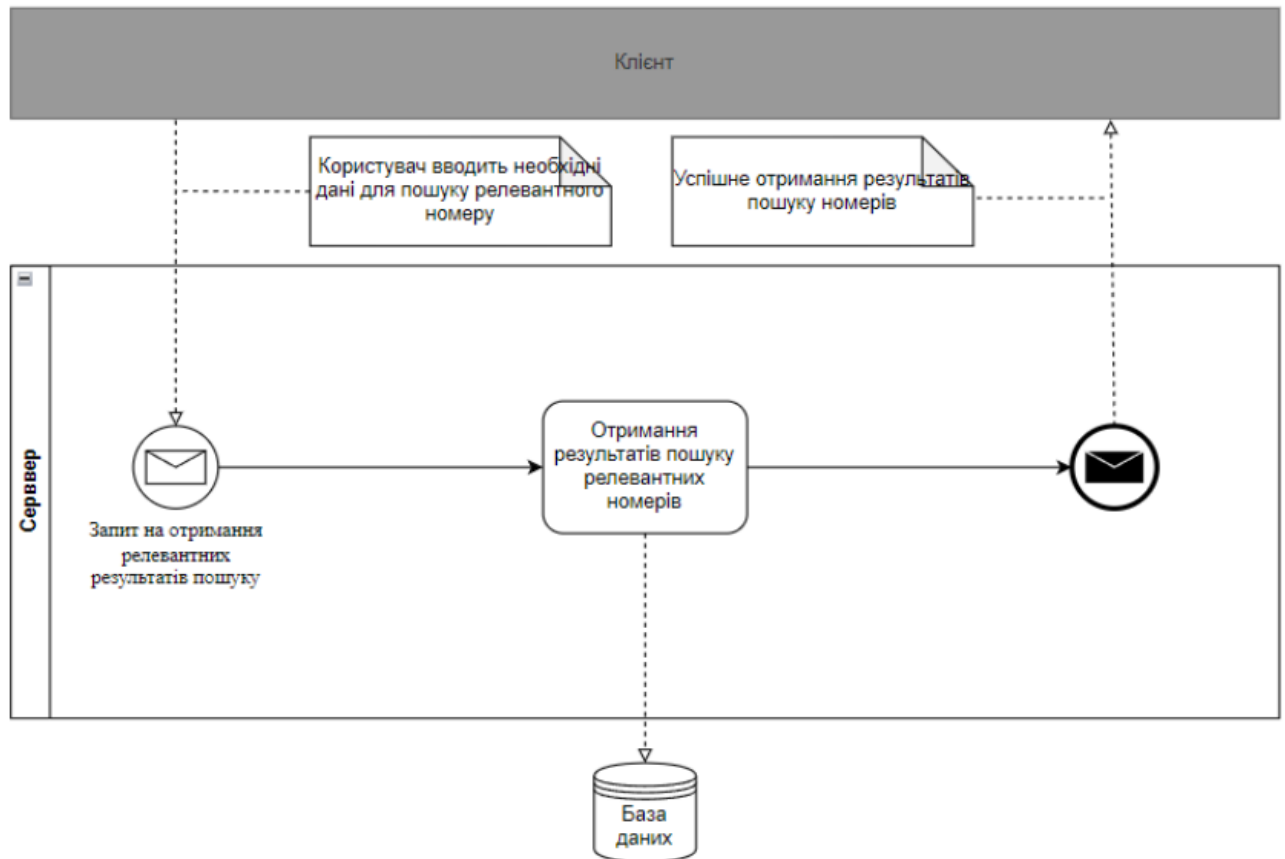 Клієнт
Користувач вводить необхідні
дані для пошуку релевантного
номеру
Успішне отримання результатів
пошуку номерів
Серввер
Запит на отримання
релевантних
результатів пошуку
Отримання
результатів пошуку
релевантних
номерів
База
даних